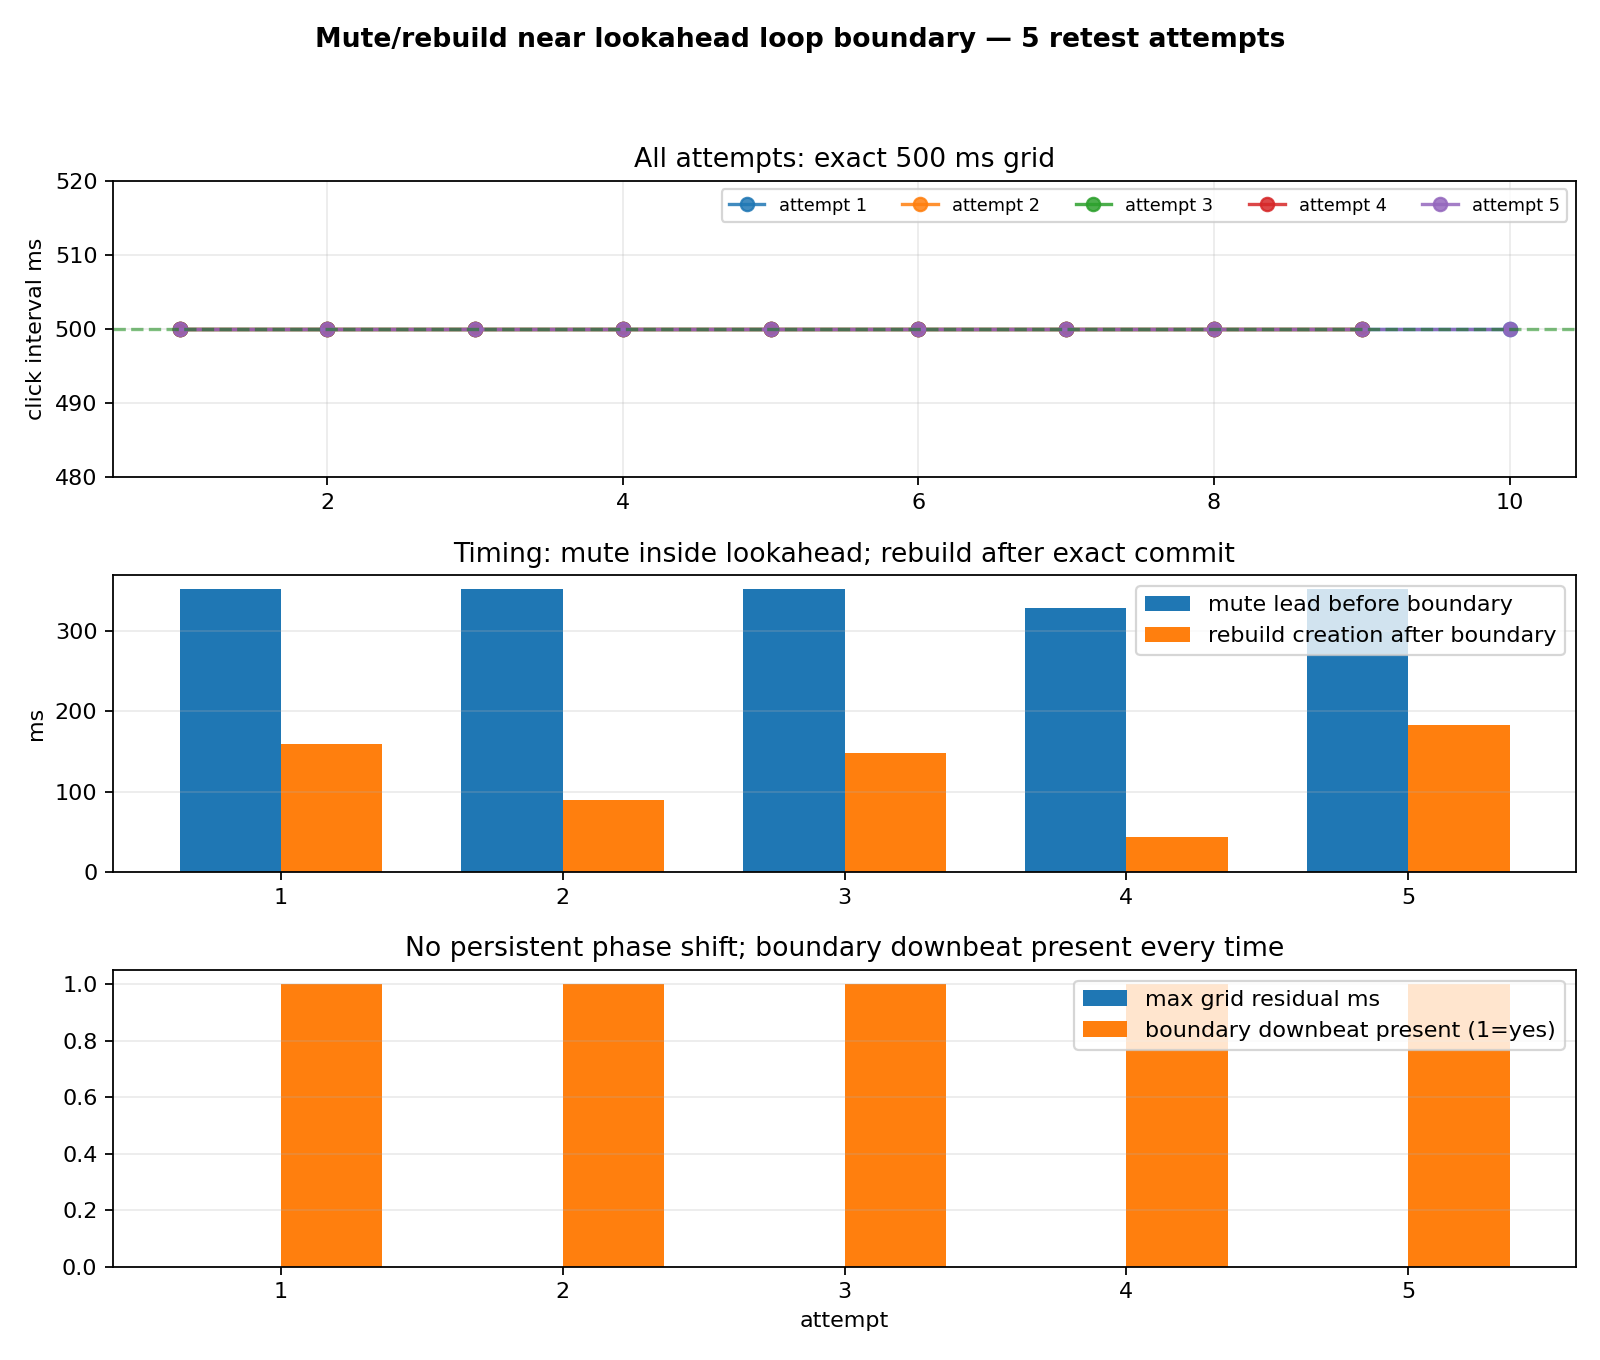 Mute/rebuild near lookahead loop boundary — 5 retest attempts
All attempts: exact 500 ms grid
click interval ms
520
510
500
490
480
attempt 1
attempt 2
attempt 3
attempt 4
attempt 5
2
4
6
8
10
Timing: mute inside lookahead; rebuild after exact commit
ms
300
200
100
0
mute lead before boundary
rebuild creation after boundary
1
2
3
4
5
No persistent phase shift; boundary downbeat present every time
1.0
0.8
0.6
0.4
0.2
0.0
max grid residual ms
boundary downbeat present (1=yes)
1
2
3
4
5
attempt